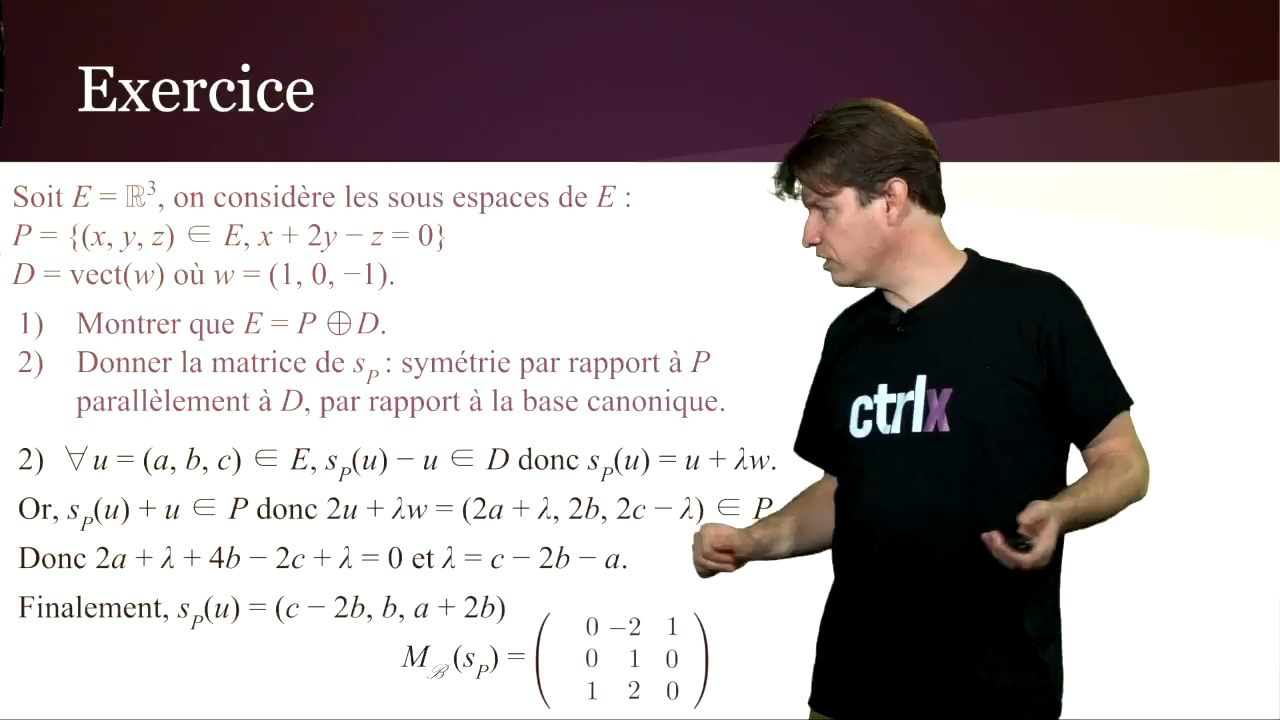 Exercice
Soit E = ℝ³, on considère les sous espaces de E :
P = {(x, y, z) ∈ E, x + 2y − z = 0}
D = vect(w) où w = (1, 0, −1).
1) Montrer que E = P ⊕ D.
2) Donner la matrice de s_P : symétrie par rapport à P
parallèlement à D, par rapport à la base canonique.
2) ∀ u = (a, b, c) ∈ E, s_P(u) − u ∈ D donc s_P(u) = u + λw.
Or, s_P(u) + u ∈ P donc 2u + λw = (2a + λ, 2b, 2c − λ) ∈ P
Donc 2a + λ + 4b − 2c + λ = 0 et λ = c − 2b − a.
Finalement, s_P(u) = (c − 2b, b, a + 2b)
0 −2 1
M_ℬ(s_P) = ( 0 1 0 )
1 2 0
ctrlx